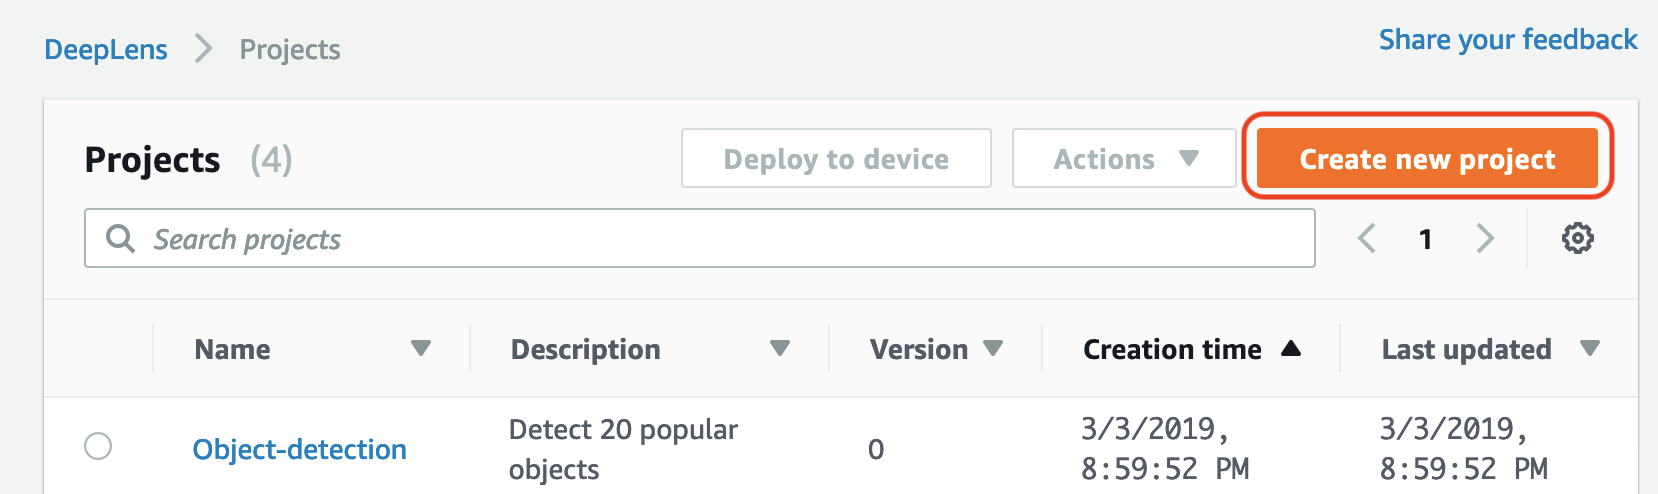 DeepLens > Projects
Share your feedback
Projects (4)
Deploy to device
Actions
Create new project
Search projects
1
Name
Description
Version
Creation time
Last updated
Object-detection
Detect 20 popular
objects
0
3/3/2019,
8:59:52 PM
3/3/2019,
8:59:52 PM